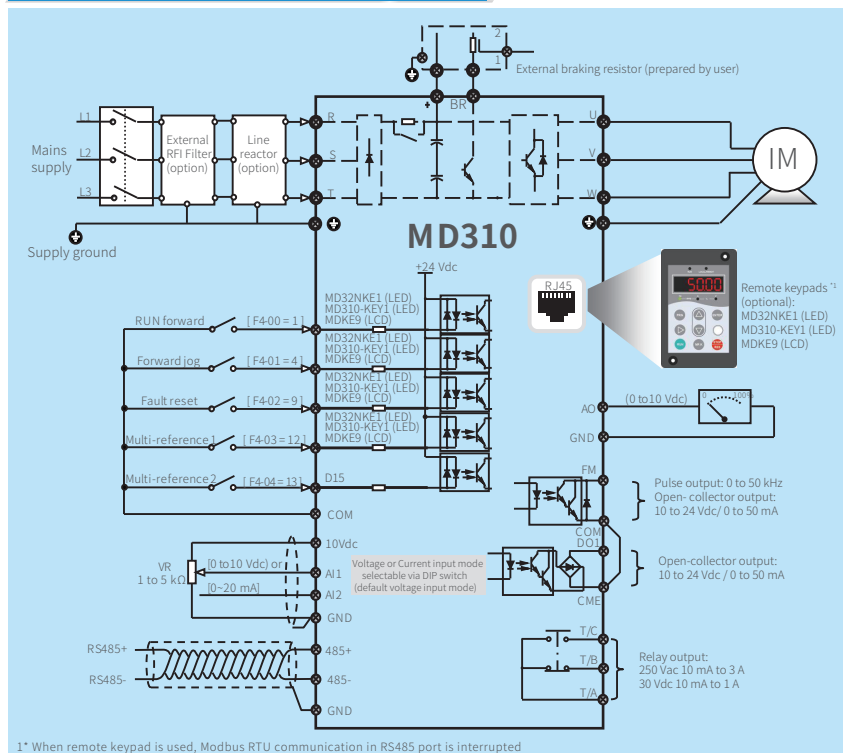 2
1
External braking resistor (prepared by user)
+
BR
L1
L2
L3
Mains
supply
External
RFI Filter
(option)
Line
reactor
(option)
R
S
T
U
V
W
IM
Supply ground
MD310
+24 Vdc
RJ45
50.00
Remote keypads *1
(optional):
MD32NKE1 (LED)
MD310-KEY1 (LED)
MDKE9 (LCD)
RUN forward
[ F4-00 = 1 ]
MD32NKE1 (LED)
MD310-KEY1 (LED)
MDKE9 (LCD)
Forward jog
[ F4-01 = 4 ]
MD32NKE1 (LED)
MD310-KEY1 (LED)
MDKE9 (LCD)
Fault reset
[ F4-02 = 9 ]
MD32NKE1 (LED)
MD310-KEY1 (LED)
MDKE9 (LCD)
Multi-reference 1
[ F4-03 = 12 ]
MD32NKE1 (LED)
MD310-KEY1 (LED)
MDKE9 (LCD)
Multi-reference 2
[ F4-04 = 13 ]
D15
COM
AO
(0 to10 Vdc)
0
100%
GND
FM
Pulse output: 0 to 50 kHz
Open- collector output:
10 to 24 Vdc/ 0 to 50 mA
COM
DO1
Open-collector output:
10 to 24 Vdc / 0 to 50 mA
CME
10Vdc
VR
1 to 5 kΩ
[0 to10 Vdc) or
AI1
[0~20 mA]
AI2
GND
Voltage or Current input mode
selectable via DIP switch
(default voltage input mode)
T/C
T/B
T/A
Relay output:
250 Vac 10 mA to 3 A
30 Vdc 10 mA to 1 A
RS485+
485+
RS485-
485-
GND
1* When remote keypad is used, Modbus RTU communication in RS485 port is interrupted